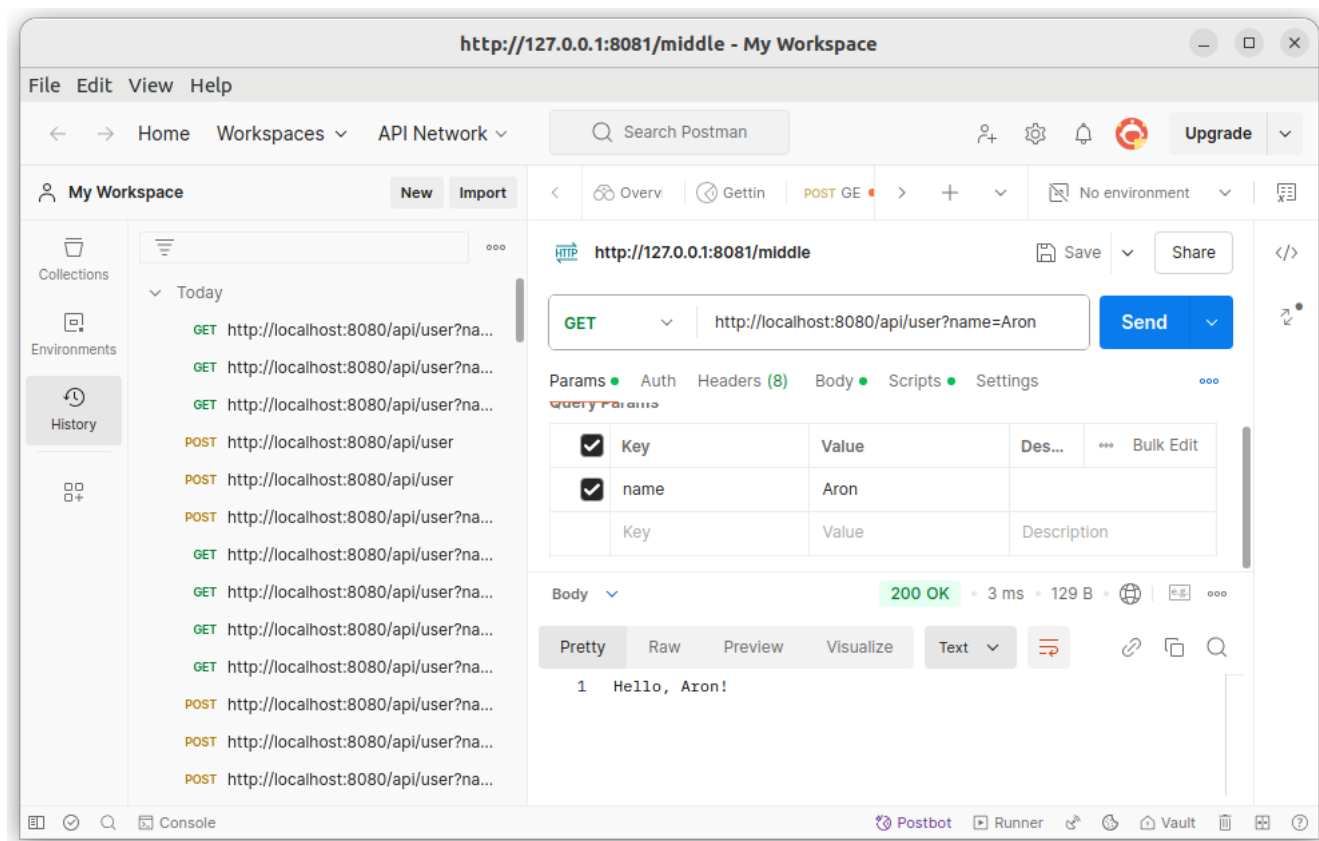 http://127.0.0.1:8081/middle - My Workspace
File Edit View Help
Home Workspaces API Network Search Postman Upgrade
My Workspace New Import Overvi Gettin POST GE No environment
Collections
Environments
History
Today
GET http://localhost:8080/api/user?na...
GET http://localhost:8080/api/user?na...
GET http://localhost:8080/api/user?na...
POST http://localhost:8080/api/user
POST http://localhost:8080/api/user
POST http://localhost:8080/api/user?na...
GET http://localhost:8080/api/user?na...
GET http://localhost:8080/api/user?na...
GET http://localhost:8080/api/user?na...
GET http://localhost:8080/api/user?na...
POST http://localhost:8080/api/user?na...
POST http://localhost:8080/api/user?na...
POST http://localhost:8080/api/user?na...
HTTP http://127.0.0.1:8081/middle Save Share </>
GET http://localhost:8080/api/user?name=Aron Send
Params Auth Headers (8) Body Scripts Settings
Query Params
Key Value Des... Bulk Edit
name Aron
Key Value Description
Body 200 OK 3 ms 129 B e.g.
Pretty Raw Preview Visualize Text
1 Hello, Aron!
Console Postbot Runner Vault